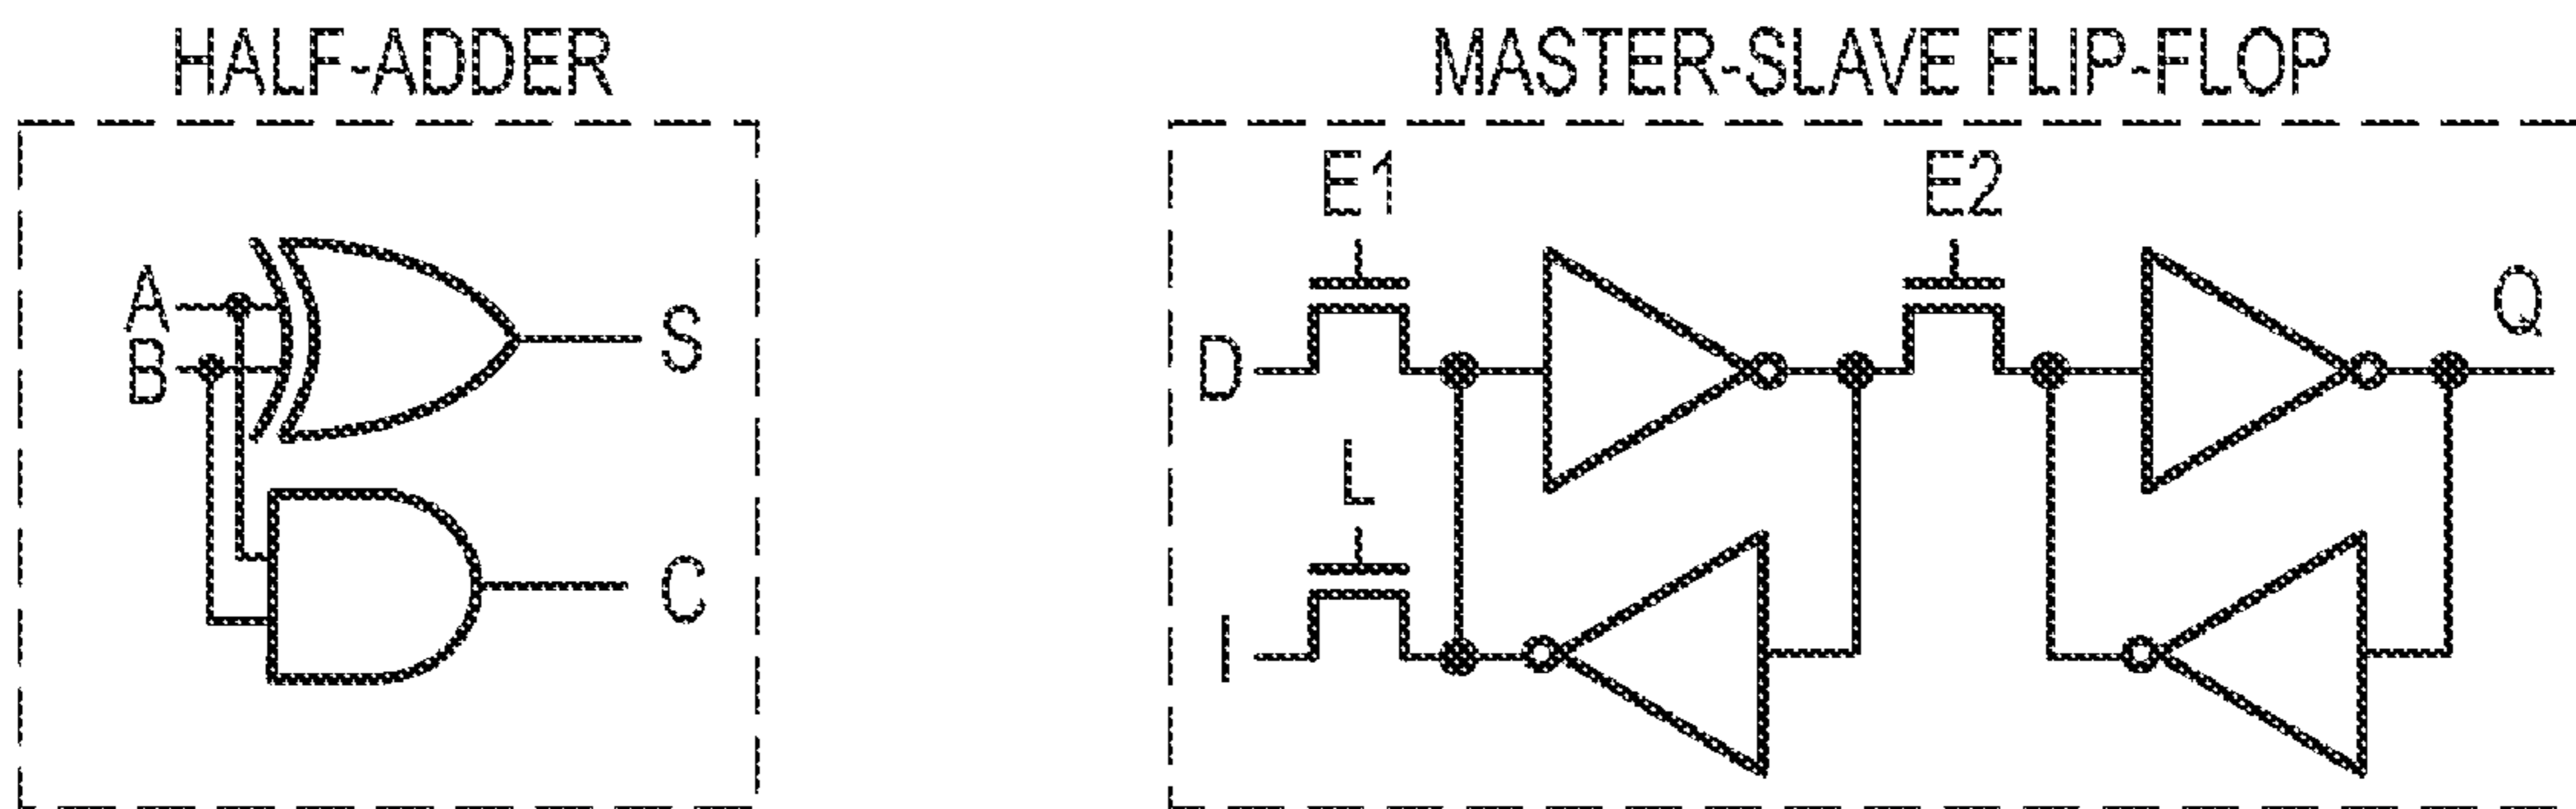 HALF-ADDER
A
B
S
C
MASTER-SLAVE FLIP-FLOP
E1
E2
D
Q
L
I